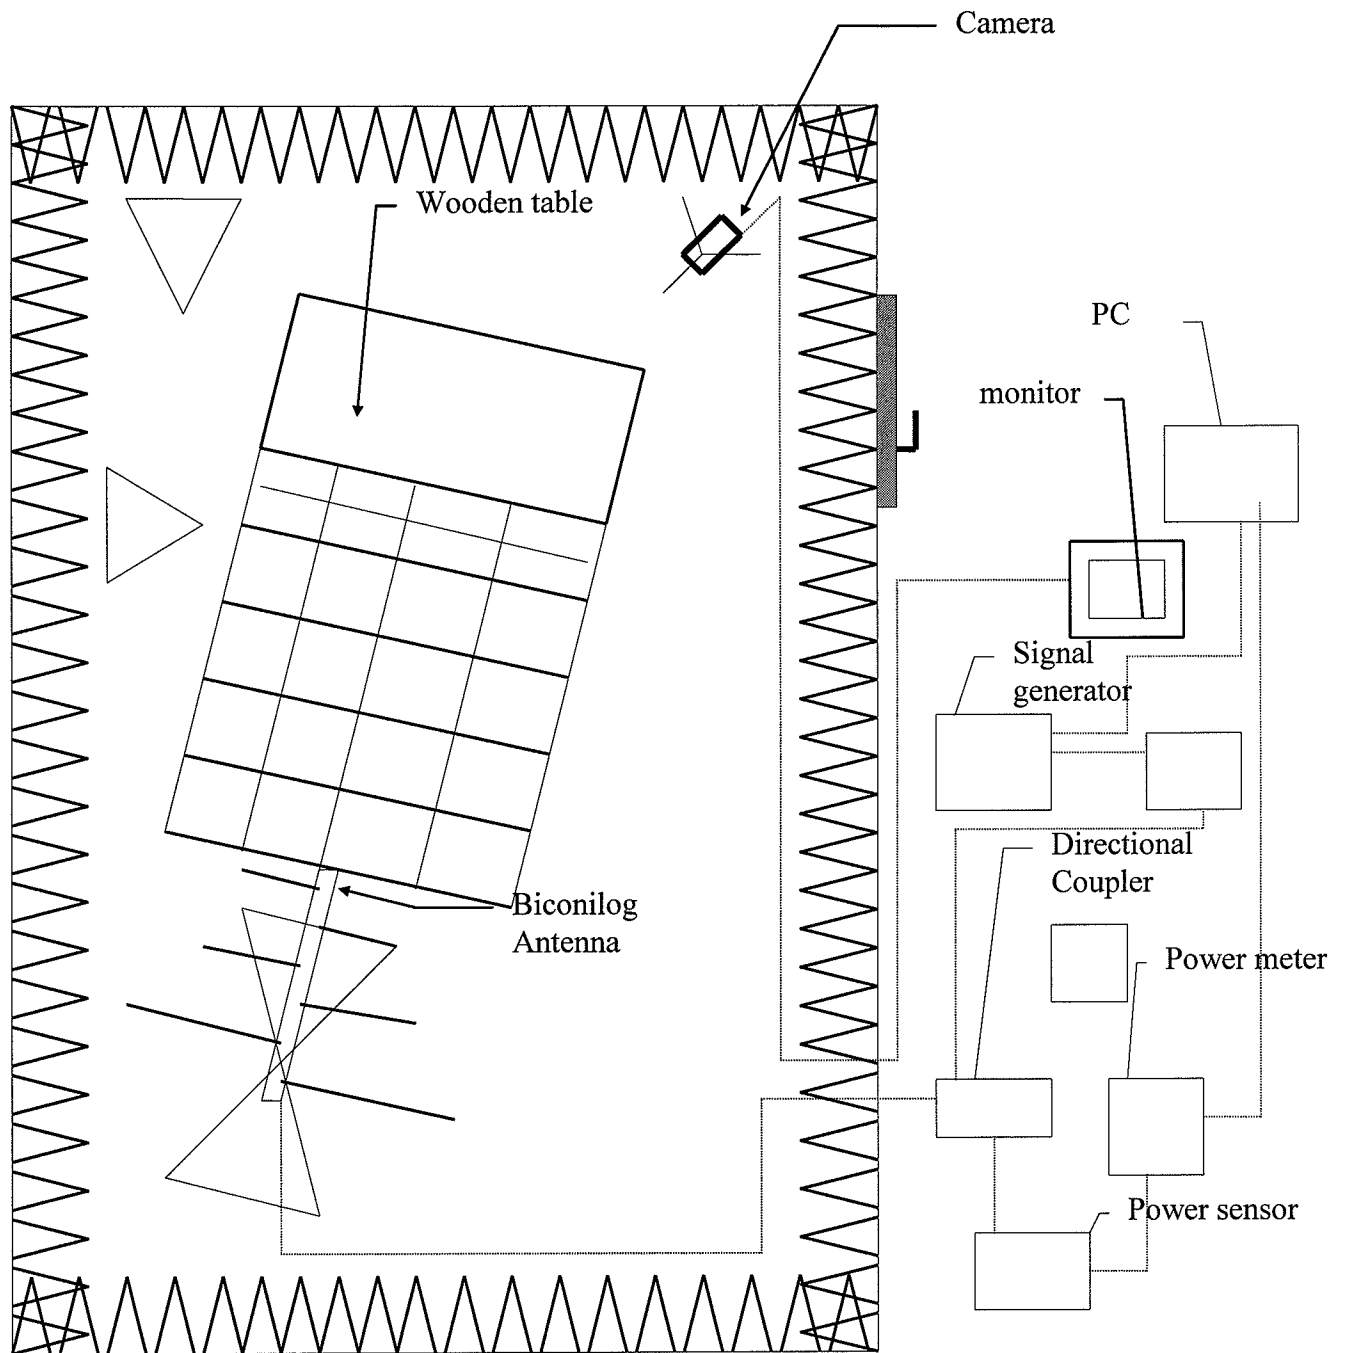 Camera
Wooden table
PC
monitor
Signal
generator
Directional
Coupler
Biconilog
Antenna
Power meter
Power sensor